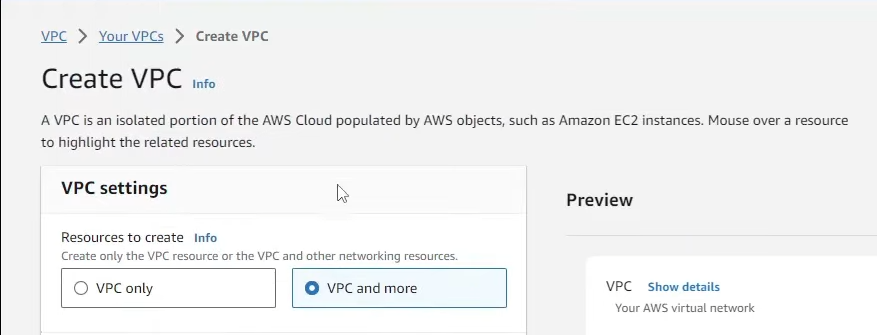 VPC > Your VPCs > Create VPC
Create VPC Info
A VPC is an isolated portion of the AWS Cloud populated by AWS objects, such as Amazon EC2 instances. Mouse over a resource
to highlight the related resources.
VPC settings
Resources to create Info
Create only the VPC resource or the VPC and other networking resources.
VPC only
VPC and more
Preview
VPC Show details
Your AWS virtual network